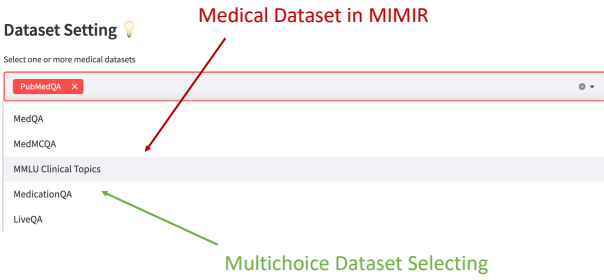 Medical Dataset in MIMIR
Dataset Setting 💡
Select one or more medical datasets
PubMedQA ×
MedQA
MedMCQA
MMLU Clinical Topics
MedicationQA
LiveQA
Multichoice Dataset Selecting